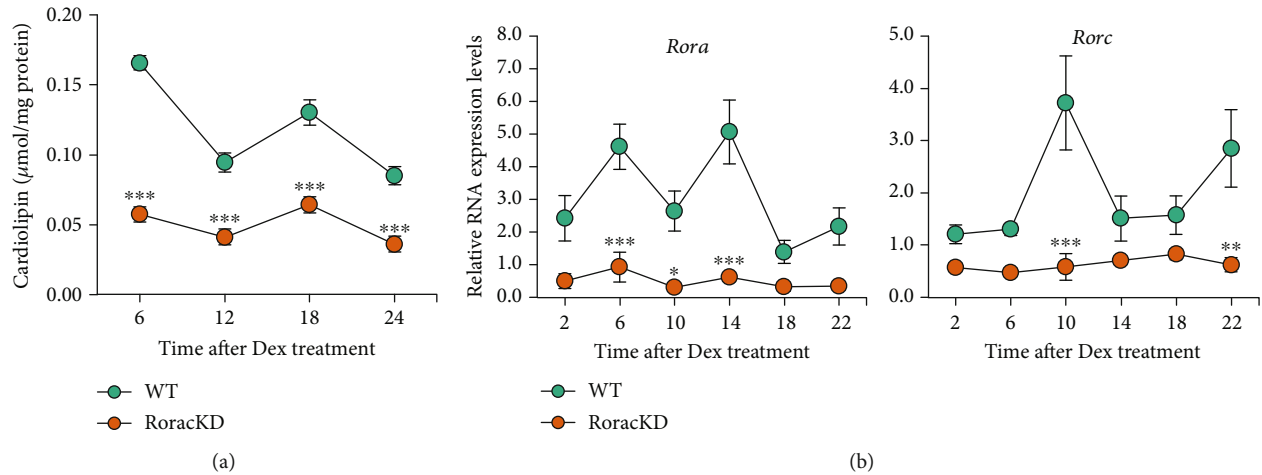 Cardiolipin (μmol/mg protein)
0.20
0.15
0.10
0.05
0.00
***
***
***
***
6 12 18 24
Time after Dex treatment
WT
RoracKD
(a)
Relative RNA expression levels
Rora
8.0
7.0
6.0
5.0
4.0
3.0
2.0
1.0
0.0
***
*
***
2 6 10 14 18 22
Time after Dex treatment
Rorc
5.0
4.0
3.0
2.0
1.0
0.0
***
**
2 6 10 14 18 22
Time after Dex treatment
WT
RoracKD
(b)